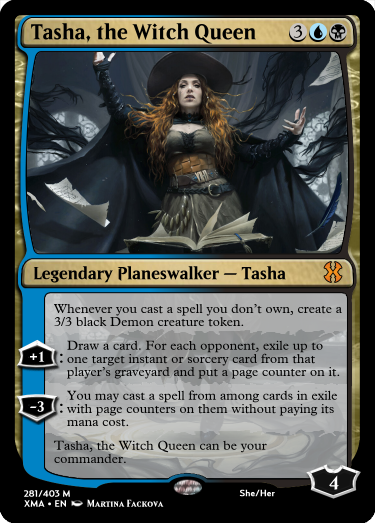 Tasha, the Witch Queen 3
Legendary Planeswalker — Tasha
Whenever you cast a spell you don't own, create a
3/3 black Demon creature token.
+1: Draw a card. For each opponent, exile up to
one target instant or sorcery card from that
player's graveyard and put a page counter on it.
-3: You may cast a spell from among cards in exile
with page counters on them without paying its
mana cost.
Tasha, the Witch Queen can be your
commander.
4
281/403 M She/Her
XMA • EN Martina Fackova